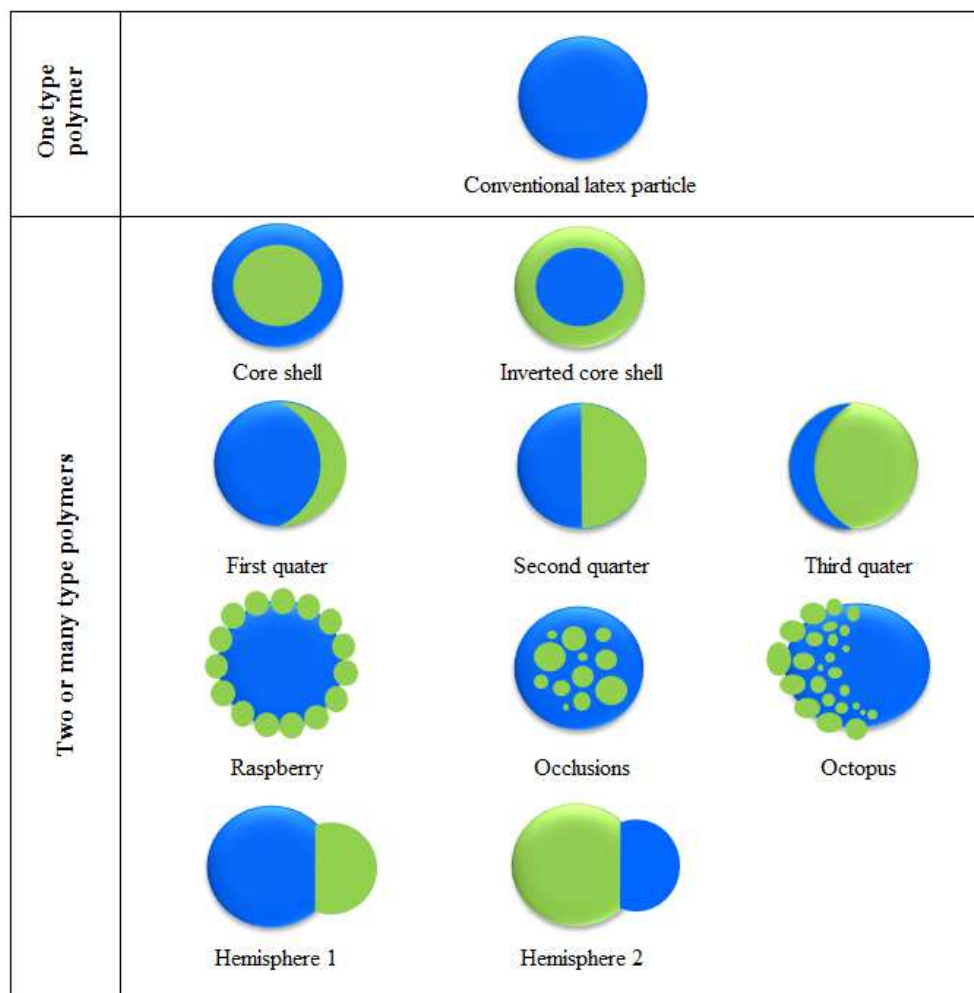 One type
polymer
Conventional latex particle
Two or many type polymers
Core shell
Inverted core shell
First quater
Second quarter
Third quater
Raspberry
Occlusions
Octopus
Hemisphere 1
Hemisphere 2